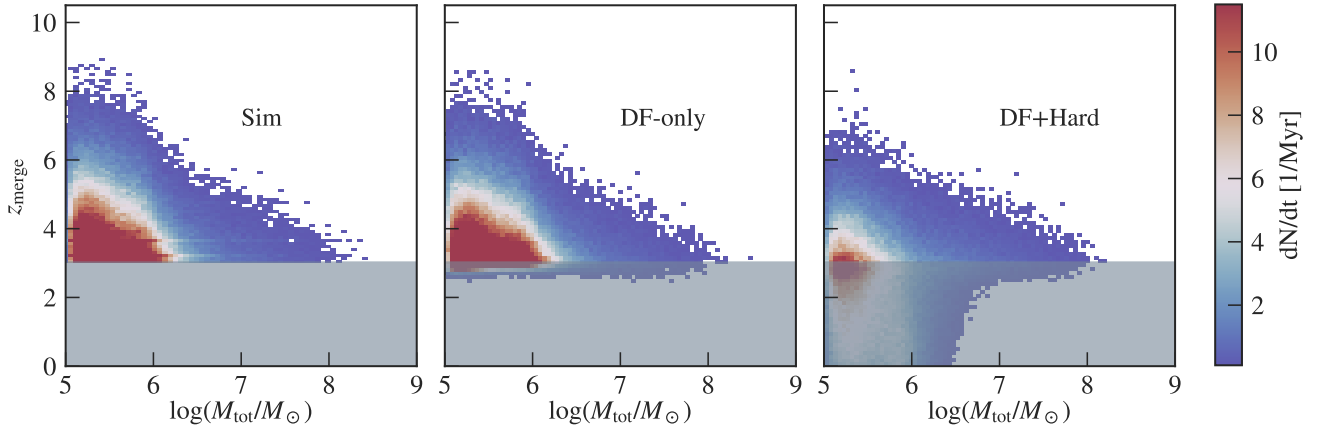 Sim
DF-only
DF+Hard
z_merge
10
8
6
4
2
0
5 6 7 8 9
5 6 7 8 9
5 6 7 8 9
log(M_tot/M_⊙)
log(M_tot/M_⊙)
log(M_tot/M_⊙)
10
8
6
4
2
dN/dt [1/Myr]